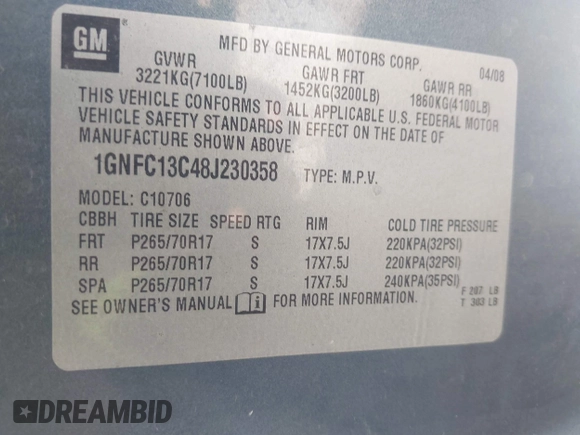 GM
MFD BY GENERAL MOTORS CORP. 04/08
GVWR GAWR FRT GAWR RR
3221KG(7100LB) 1452KG(3200LB) 1860KG(4100LB)
THIS VEHICLE CONFORMS TO ALL APPLICABLE U.S. FEDERAL MOTOR
VEHICLE SAFETY STANDARDS IN EFFECT ON THE DATE OF
MANUFACTURE SHOWN ABOVE.
1GNFC13C48J230358 TYPE: M.P.V.
MODEL: C10706
CBBH TIRE SIZE SPEED RTG RIM COLD TIRE PRESSURE
FRT P265/70R17 S 17X7.5J 220KPA(32PSI)
RR P265/70R17 S 17X7.5J 220KPA(32PSI)
SPA P265/70R17 S 17X7.5J 240KPA(35PSI)
F 287 LB
SEE OWNER'S MANUAL i FOR MORE INFORMATION. T 303 LB
DREAMBID